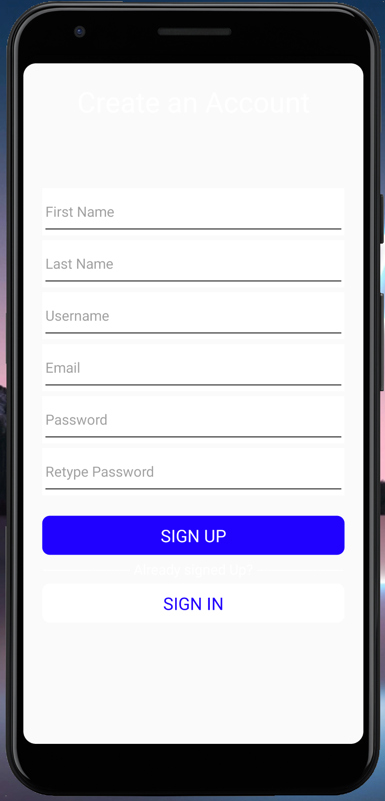 Create an Account
First Name
Last Name
Username
Email
Password
Retype Password
SIGN UP
Already signed Up?
SIGN IN